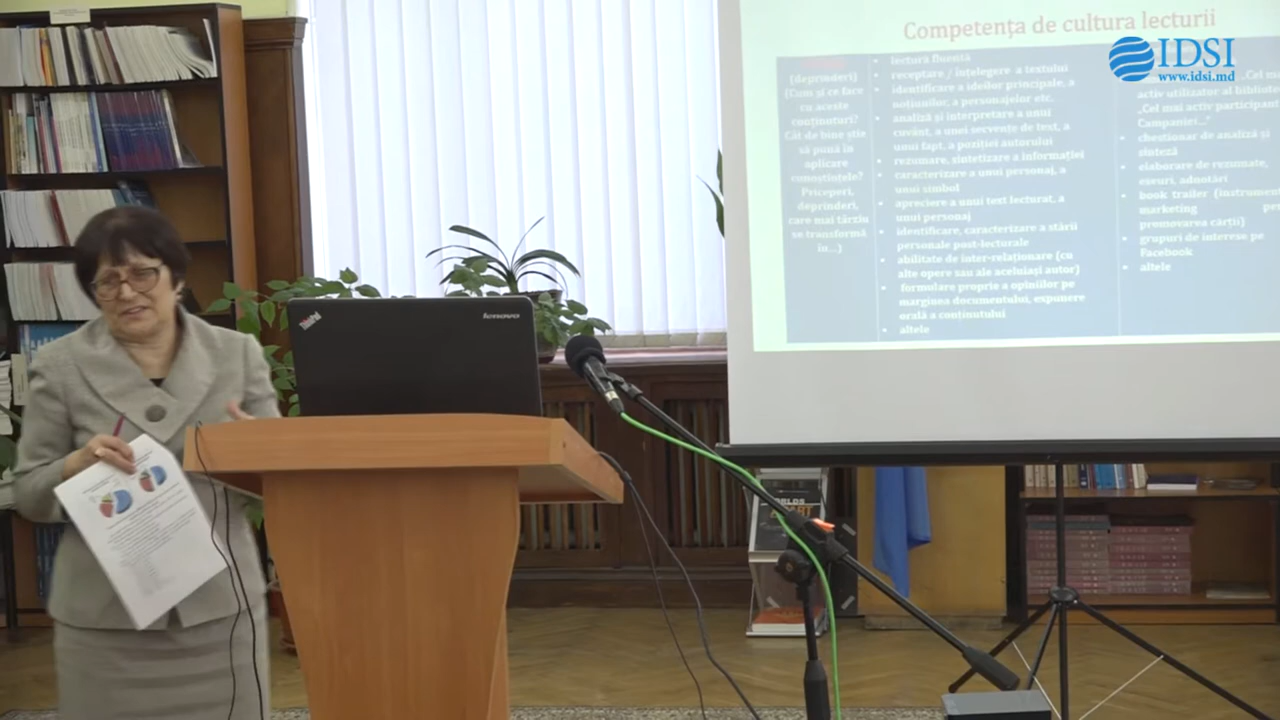 Competența de cultura lecturii
IDSI
www.idsi.md
(deprinderi)
(Cum și ce face
cu aceste
conținuturi?
Cât de bine știe
să pună în
aplicare
cunoștințele?
Priceperi,
deprinderi,
care mai târziu
se transformă
în...)
• lectură fluentă
• receptare / înțelegere a textului
• identificare a ideilor principale, a
noțiunilor, a personajelor etc.
• analiză și interpretare a unui
cuvânt, a unei secvențe de text, a
unui fapt, a poziției autorului
• rezumare, sintetizare a informației
• caracterizare a unui personaj, a
unui simbol
• apreciere a unui text lecturat, a
unui personaj
• identificare, caracterizare a stării
personale post-lecturale
• abilitate de inter-relaționare (cu
alte opere sau ale aceluiași autor)
• formulare proprie a opiniilor pe
marginea documentului, expunere
orală a conținutului
• altele
„Cel mai
activ utilizator al bibliotecii
„Cel mai activ participant
Campaniei...”
• chestionar de analiză și
sinteză
• elaborare de rezumate,
eseuri, adnotări
• book trailer (instrument
marketing
promovarea cărții)
• grupuri de interese pe
Facebook
• altele
ThinkPad
lenovo